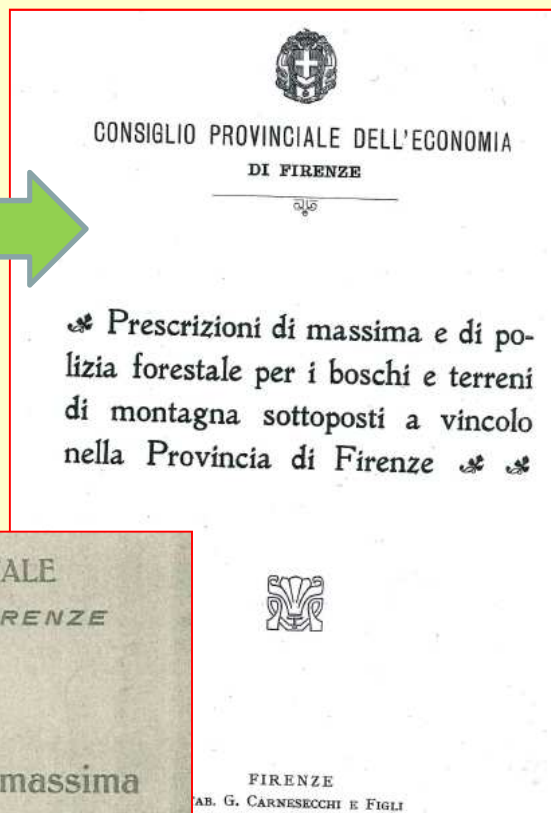 CONSIGLIO PROVINCIALE DELL'ECONOMIA
DI FIRENZE
Prescrizioni di massima e di po-
lizia forestale per i boschi e terreni
di montagna sottoposti a vincolo
nella Provincia di Firenze
ALE
RENZE
massima
FIRENZE
AB. G. CARNESECCHI E FIGLI